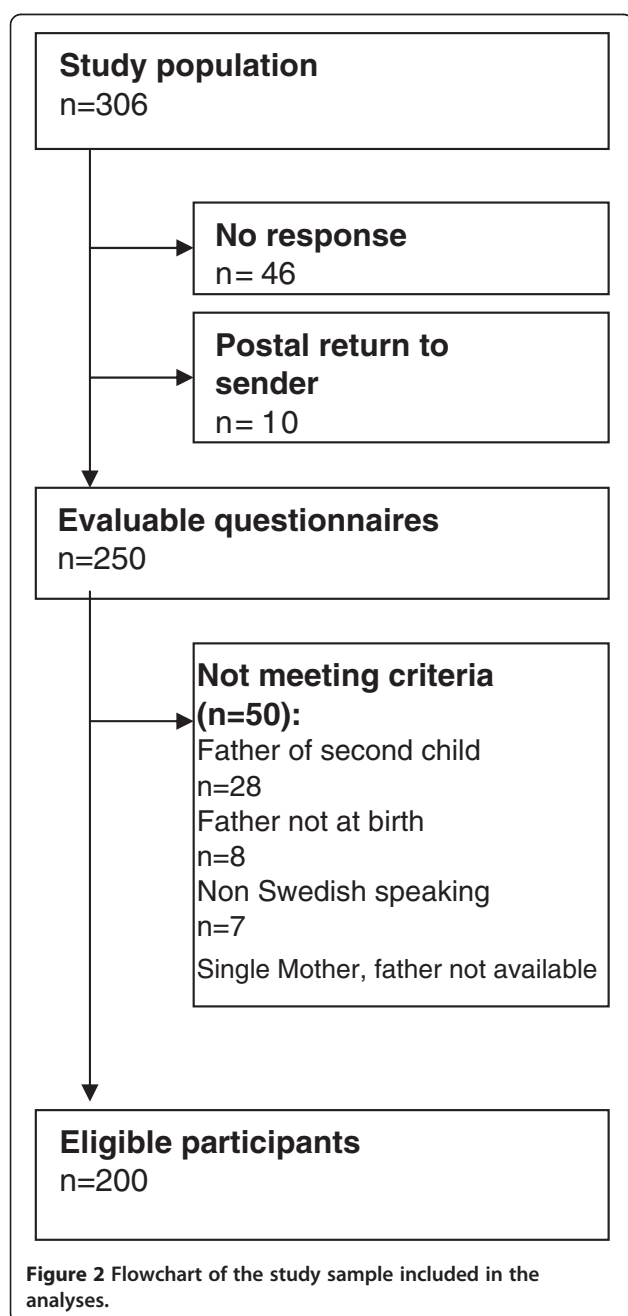 Study population
n=306
No response
n= 46
Postal return to
sender
n= 10
Evaluable questionnaires
n=250
Not meeting criteria
(n=50):
Father of second child
n=28
Father not at birth
n=8
Non Swedish speaking
n=7
Single Mother, father not available
Eligible participants
n=200
Figure 2 Flowchart of the study sample included in the
analyses.